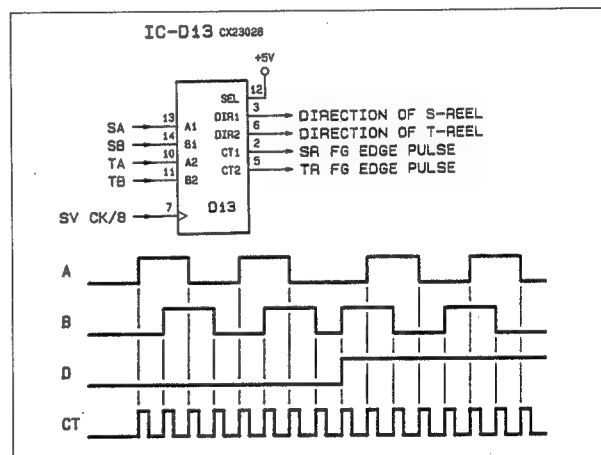 IC-D13 CX23028
+5V
12
SEL
13 A1 DIR1 3 DIRECTION OF S-REEL
SA
14 B1 DIR2 6 DIRECTION OF T-REEL
SB
10 A2 CT1 2 SR FG EDGE PULSE
TA
11 B2 CT2 5 TR FG EDGE PULSE
TB
D13
7
SV CK/8
A
B
D
CT